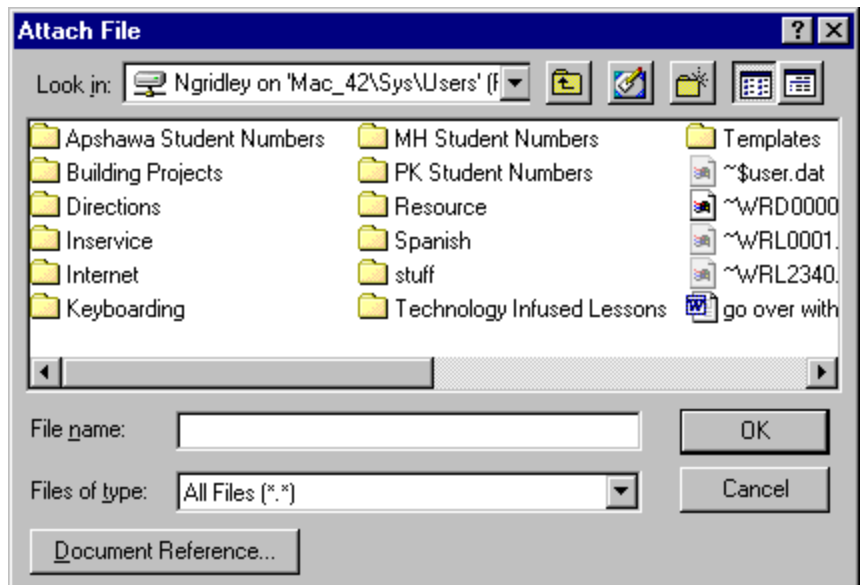 Attach File
Look in: Ngridley on 'Mac_42\Sys\Users' (F
Apshawa Student Numbers
Building Projects
Directions
Inservice
Internet
Keyboarding
MH Student Numbers
PK Student Numbers
Resource
Spanish
stuff
Technology Infused Lessons
Templates
~$user.dat
~WRD0000
~WRL0001.
~WRL2340.
go over with
File name:
OK
Files of type: All Files (*.*)
Cancel
Document Reference...